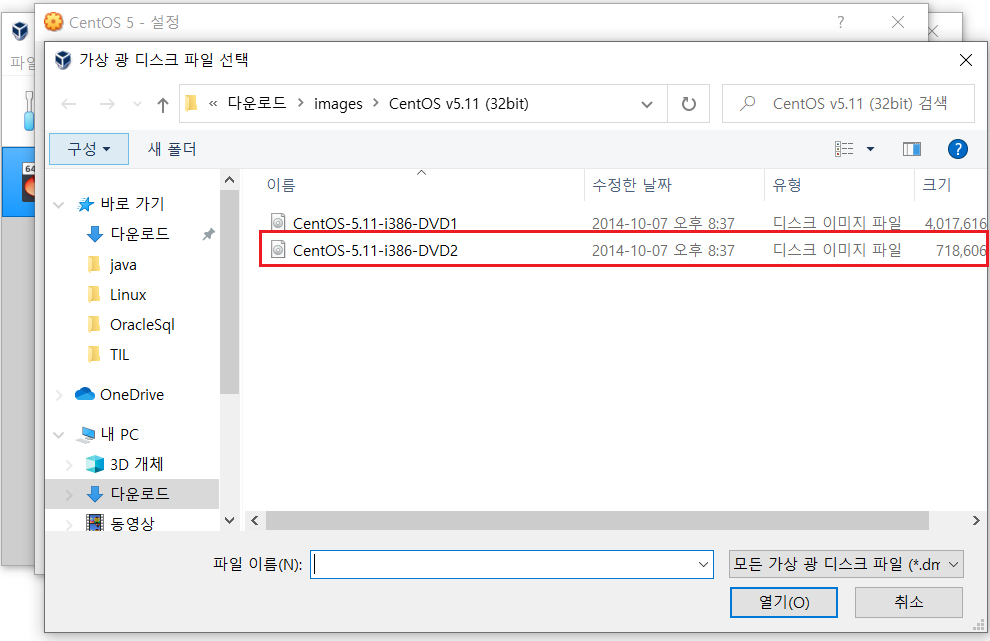 CentOS 5 - 설정
?
파일
가상 광 디스크 파일 선택
« 다운로드 > images > CentOS v5.11 (32bit)
CentOS v5.11 (32bit) 검색
구성
새 폴더
?
64
바로 가기
다운로드
java
Linux
OracleSql
TIL
OneDrive
내 PC
3D 개체
다운로드
동영상
이름 수정한 날짜 유형 크기
CentOS-5.11-i386-DVD1 2014-10-07 오후 8:37 디스크 이미지 파일 4,017,616
CentOS-5.11-i386-DVD2 2014-10-07 오후 8:37 디스크 이미지 파일 718,606
파일 이름(N):
모든 가상 광 디스크 파일 (*.dm
열기(O)
취소